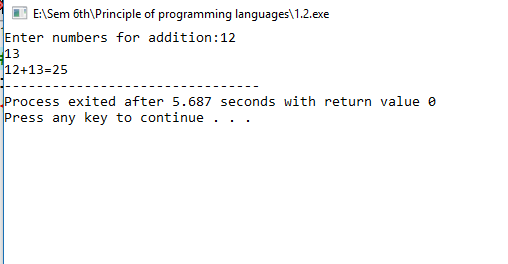 E:\Sem 6th\Principle of programming languages\1.2.exe
Enter numbers for addition:12
13
12+13=25
--------------------------------
Process exited after 5.687 seconds with return value 0
Press any key to continue . . .